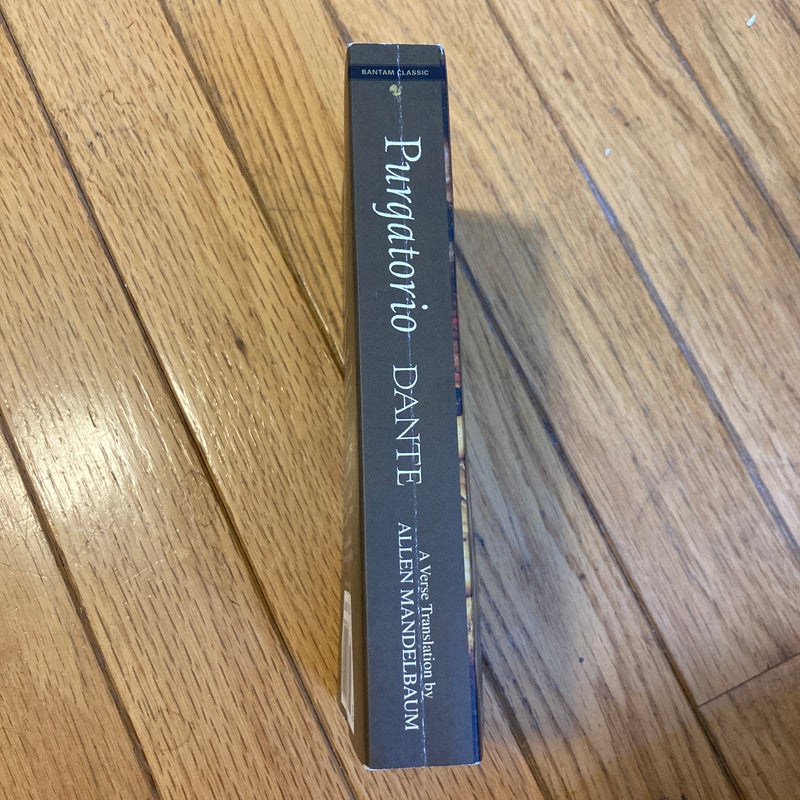 BANTAM CLASSIC
Purgatorio DANTE
A Verse Translation by
ALLEN MANDELBAUM